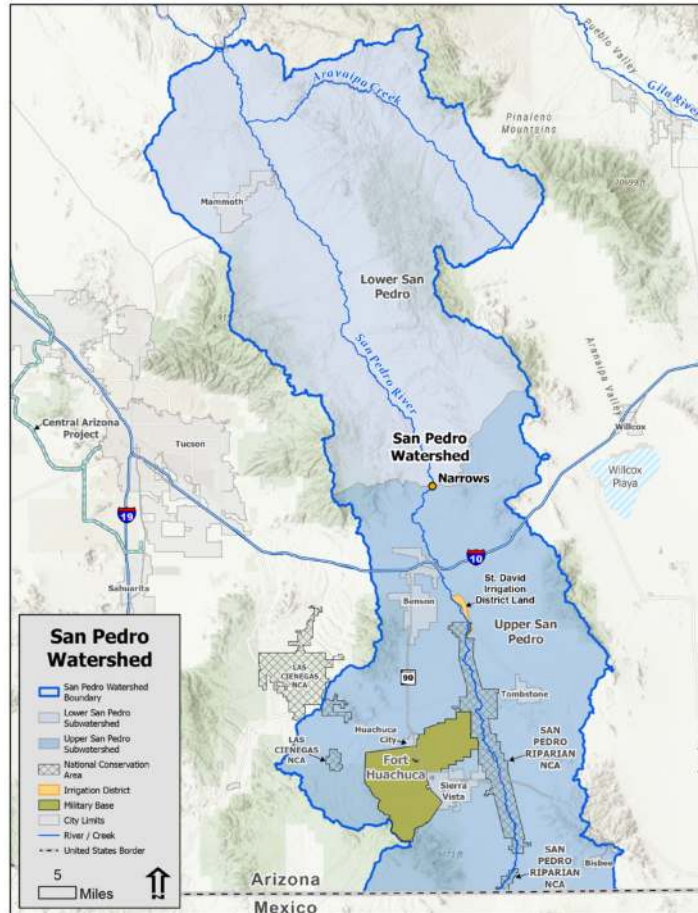 Pueblo Valley
Gila River
Aravaipa Creek
Pinaleno
Mountains
Mammoth
Lower San
Pedro
San Pedro River
Aranaipa Valley
Central Arizona
Project
Tucson
San Pedro
Watershed
Willcox
Willcox
Playa
Narrows
19
10
Sahuarita
Benson
St. David
Irrigation
District Land
Upper San
Pedro
LAS
CIENEGAS
NCA
90
Tombstone
LAS
CIENEGAS
NCA
Huachuca
City
Fort
Huachuca
Sierra
Vista
SAN
PEDRO
RIPARIAN
NCA
SAN
PEDRO
RIPARIAN
NCA
Bisbee
Arizona
Mexico
San Pedro
Watershed
San Pedro Watershed
Boundary
Lower San Pedro
Subwatershed
Upper San Pedro
Subwatershed
National Conservation
Area
Irrigation District
Military Base
City Limits
River / Creek
United States Border
5
Miles
N